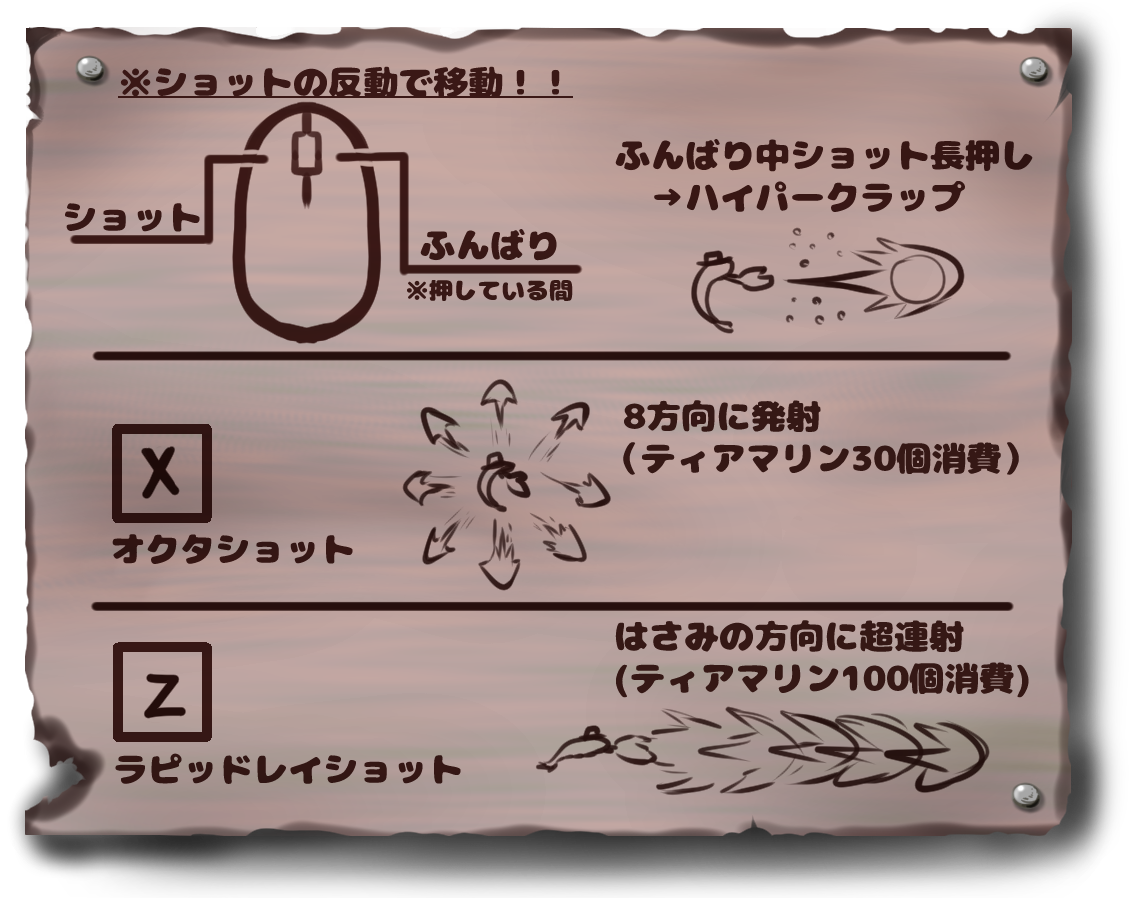 ※ショットの反動で移動！！
ショット
ふんばり
※押している間
ふんばり中ショット長押し
→ハイパークラップ
X
オクタショット
8方向に発射
（ティアマリン30個消費）
Z
ラピッドレイショット
はさみの方向に超連射
(ティアマリン100個消費)